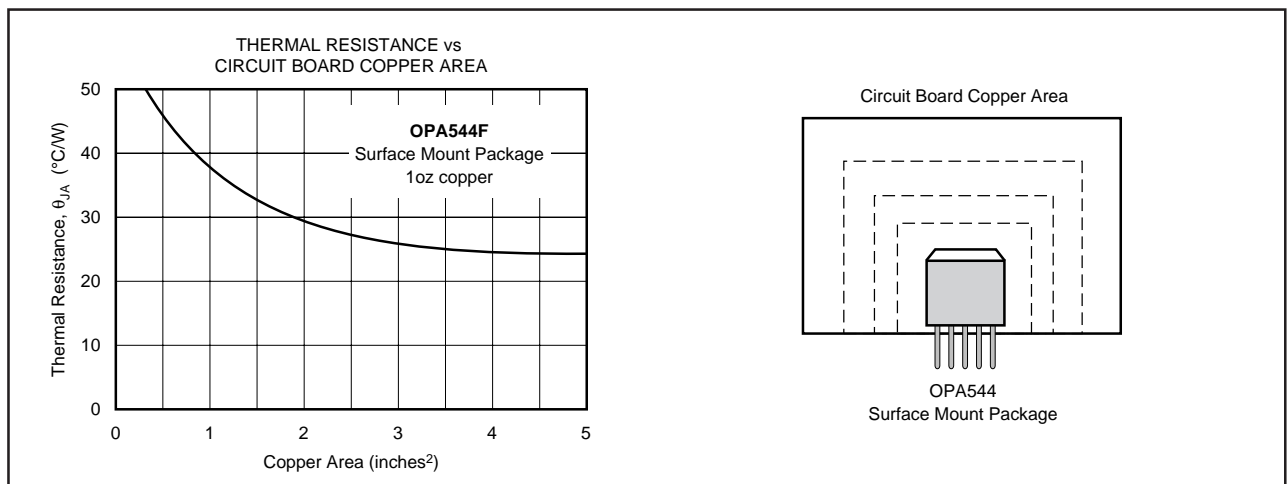 THERMAL RESISTANCE vs
CIRCUIT BOARD COPPER AREA
50
40
30
20
10
0
Thermal Resistance, θJA (°C/W)
OPA544F
Surface Mount Package
1oz copper
0 1 2 3 4 5
Copper Area (inches²)
Circuit Board Copper Area
OPA544
Surface Mount Package